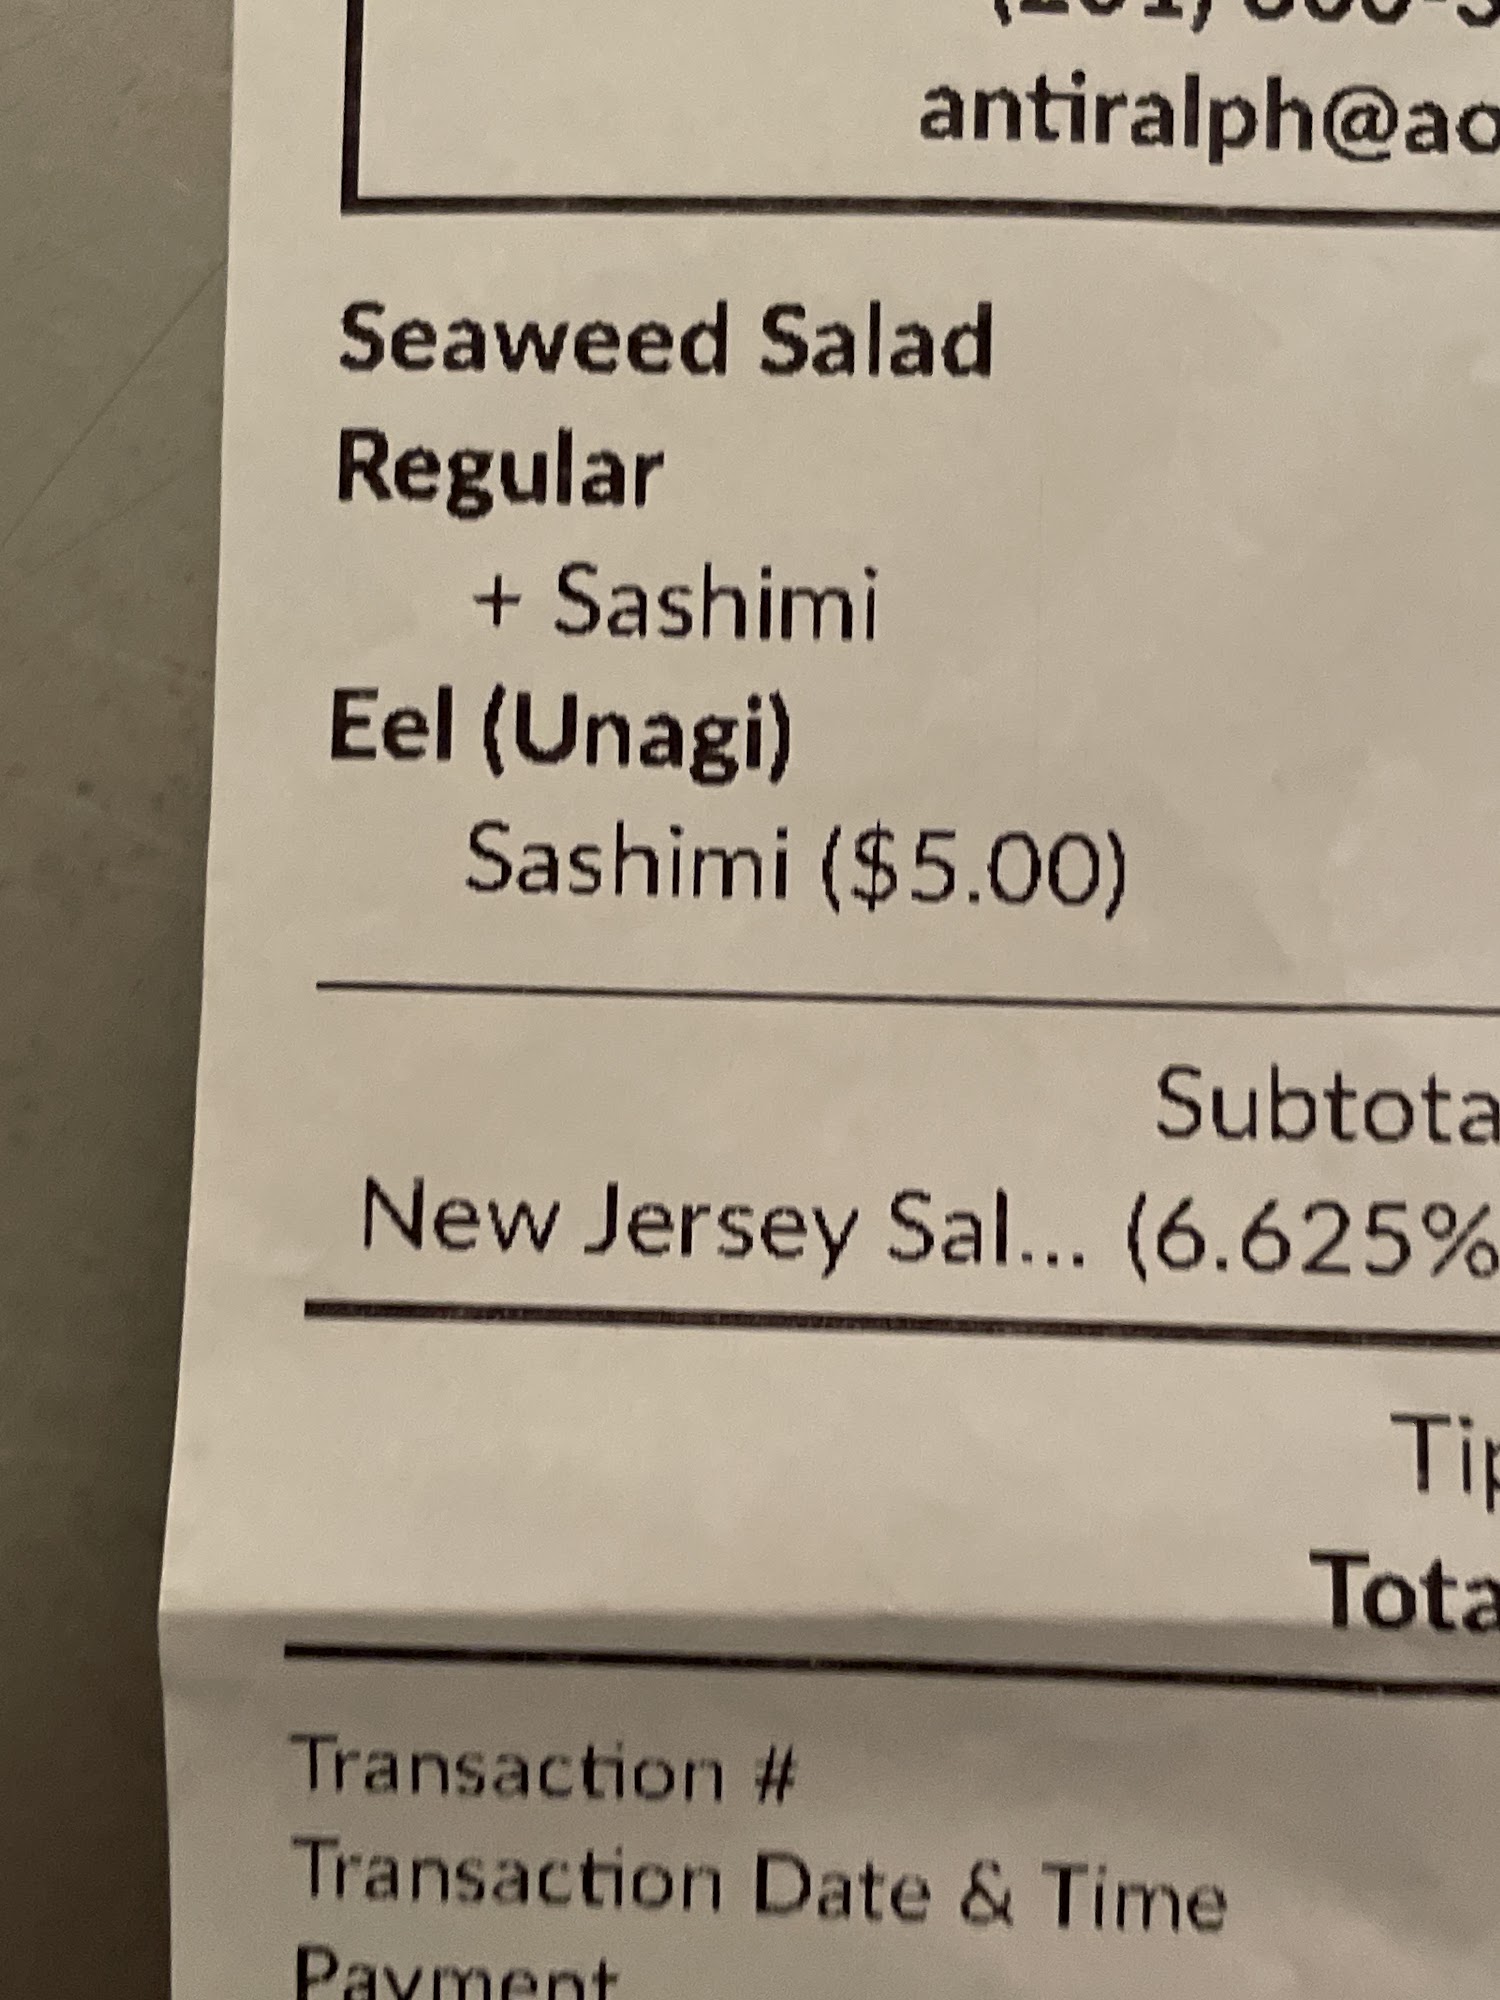 antiralph@ao
Seaweed Salad
Regular
+ Sashimi
Eel (Unagi)
Sashimi ($5.00)
Subtota
New Jersey Sal... (6.625%
Tip
Tota
Transaction #
Transaction Date & Time
Payment